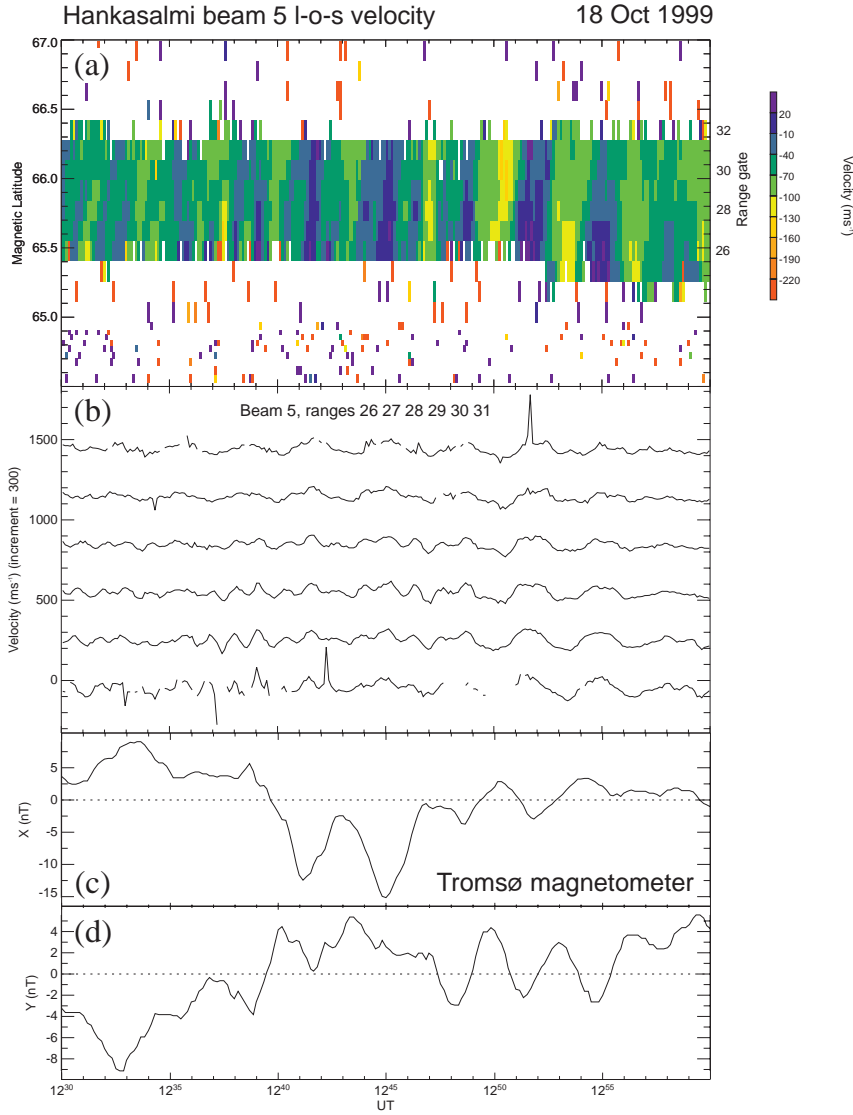 Hankasalmi beam 5 l-o-s velocity 18 Oct 1999
(a)
67.0
66.5
66.0
65.5
65.0
Magnetic Latitude
32
30
28
26
Range gate
20
-10
-40
-70
-100
-130
-160
-190
-220
Velocity (ms⁻¹)
(b)
Beam 5, ranges 26 27 28 29 30 31
1500
1000
500
0
Velocity (ms⁻¹) (increment = 300)
5
0
-5
-10
-15
X (nT)
(c)
Tromsø magnetometer
(d)
4
2
0
-2
-4
-6
-8
Y (nT)
12³⁰ 12³⁵ 12⁴⁰ 12⁴⁵ 12⁵⁰ 12⁵⁵
UT